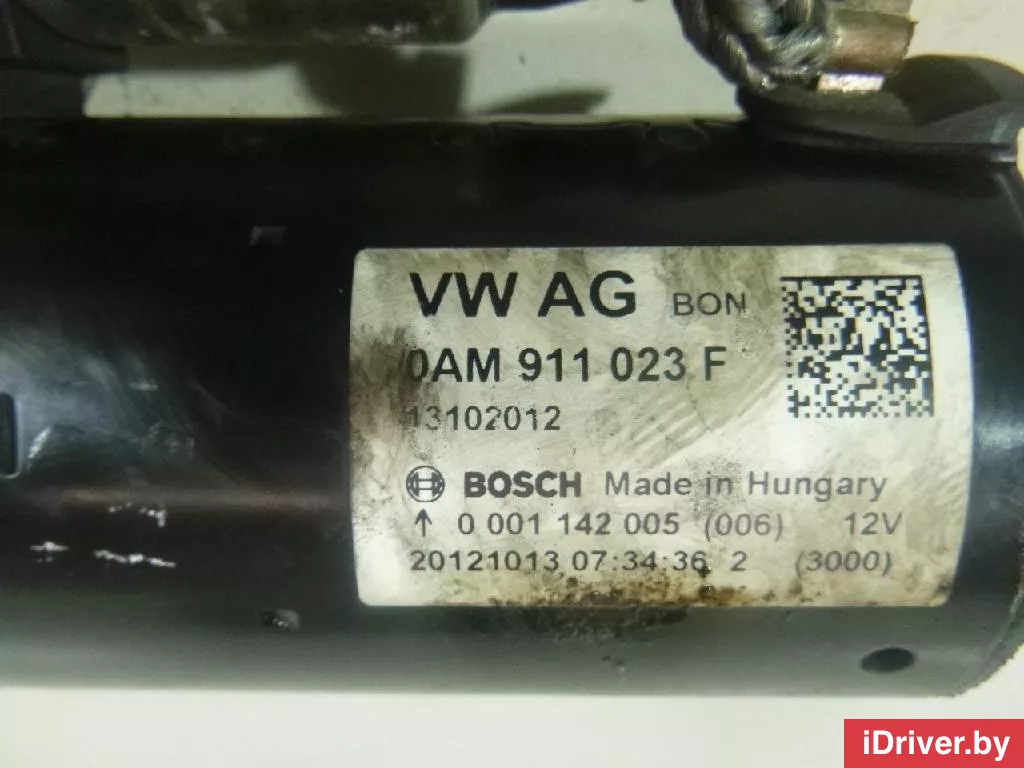 VW AG BON
0AM 911 023 F
13102012
BOSCH Made in Hungary
↑ 0 001 142 005 (006) 12V
20121013 07:34:36 2 (3000)
iDriver.by